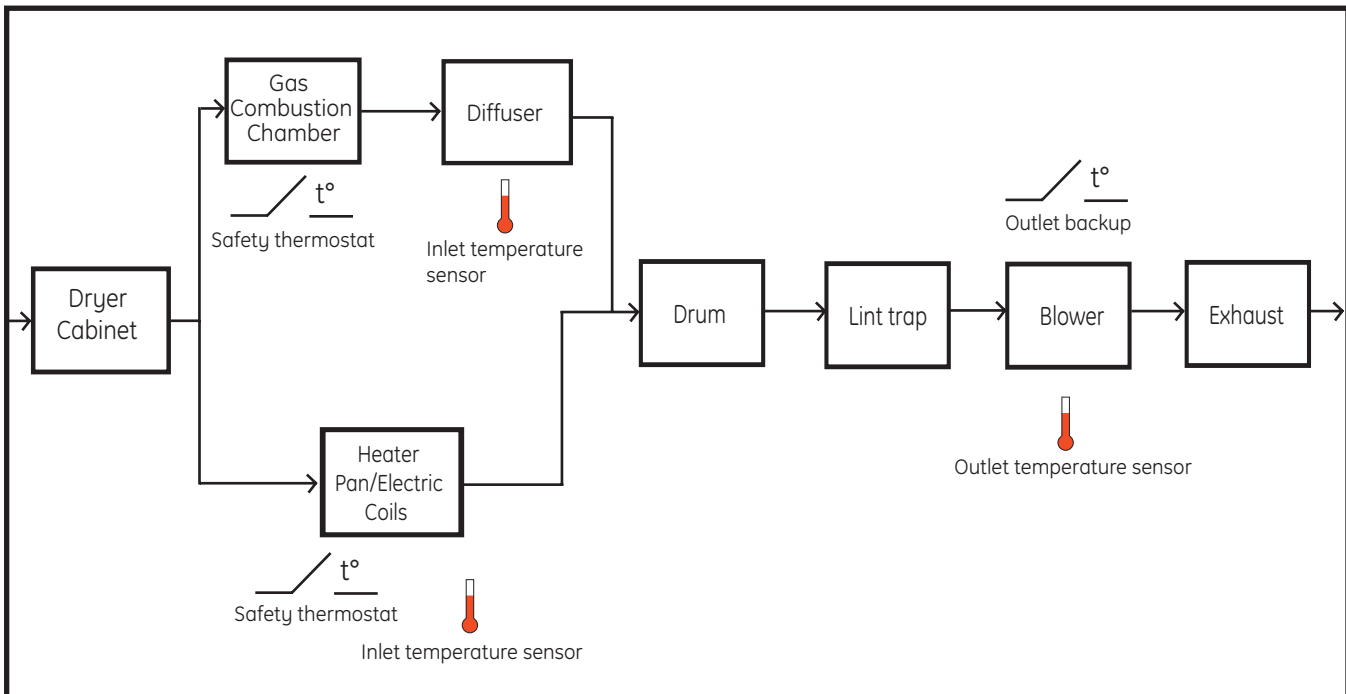 Gas
Combustion
Chamber
Diffuser
t°
Safety thermostat
Inlet temperature
sensor
t°
Outlet backup
Dryer
Cabinet
Drum
Lint trap
Blower
Exhaust
Heater
Pan/Electric
Coils
Outlet temperature sensor
t°
Safety thermostat
Inlet temperature sensor